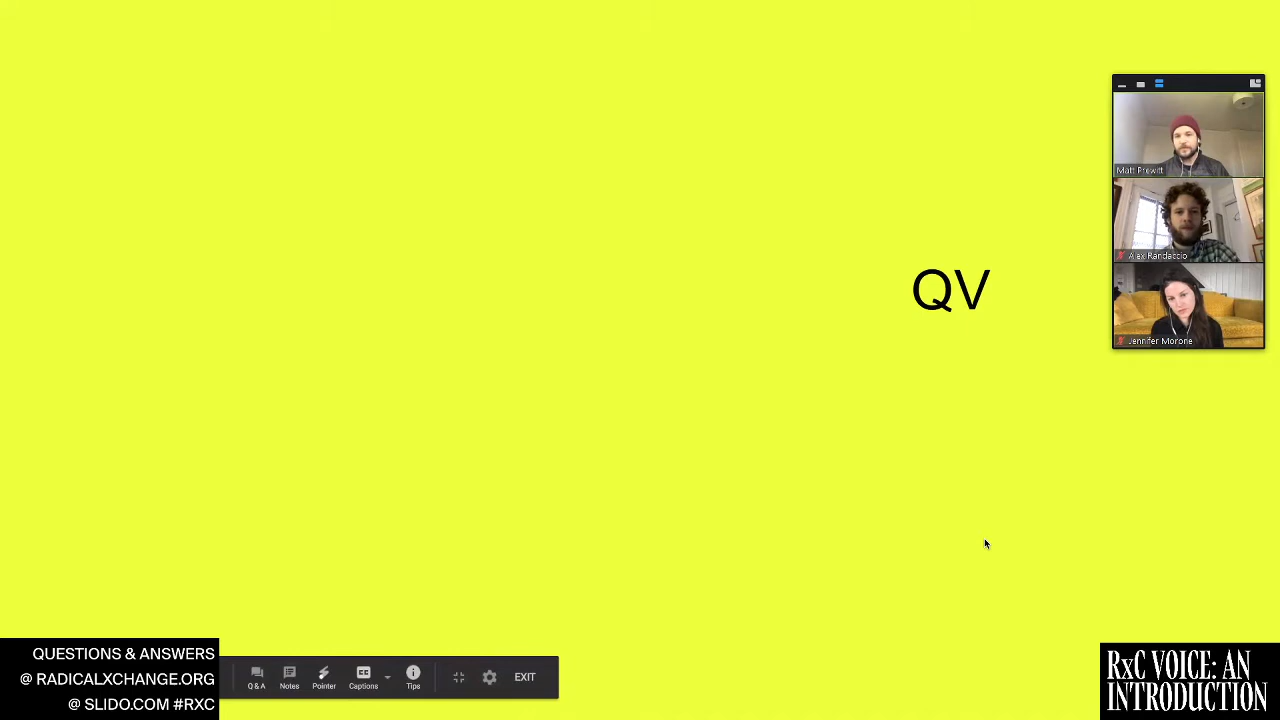 QV
Matt Prewitt
Alex Randaccio
Jennifer Morone
QUESTIONS & ANSWERS
@ RADICALXCHANGE.ORG
@ SLIDO.COM #RXC
Q & A
Notes
Pointer
Captions
Tips
EXIT
RxC VOICE: AN
INTRODUCTION